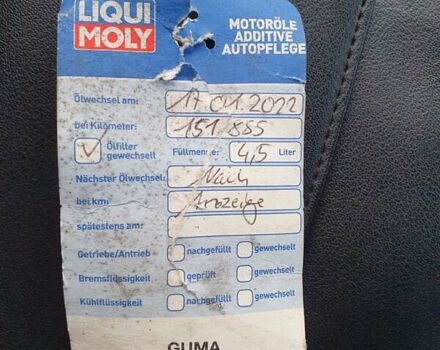 LIQUI
MOLY
MOTORÖLE
ADDITIVE
AUTOPFLEGE
Ölwechsel am: 17 01.2022
bei Kilometer: 151.885
Ölfilter gewechselt Füllmenge: 4,5 Liter
Nächster Ölwechsel: Nach
bei km: Anzeige
spätestens am:
Getriebe/Antrieb nachgefüllt gewechselt
Bremsflüssigkeit geprüft gewechselt
Kühlflüssigkeit nachgefüllt gewechselt
GUMA